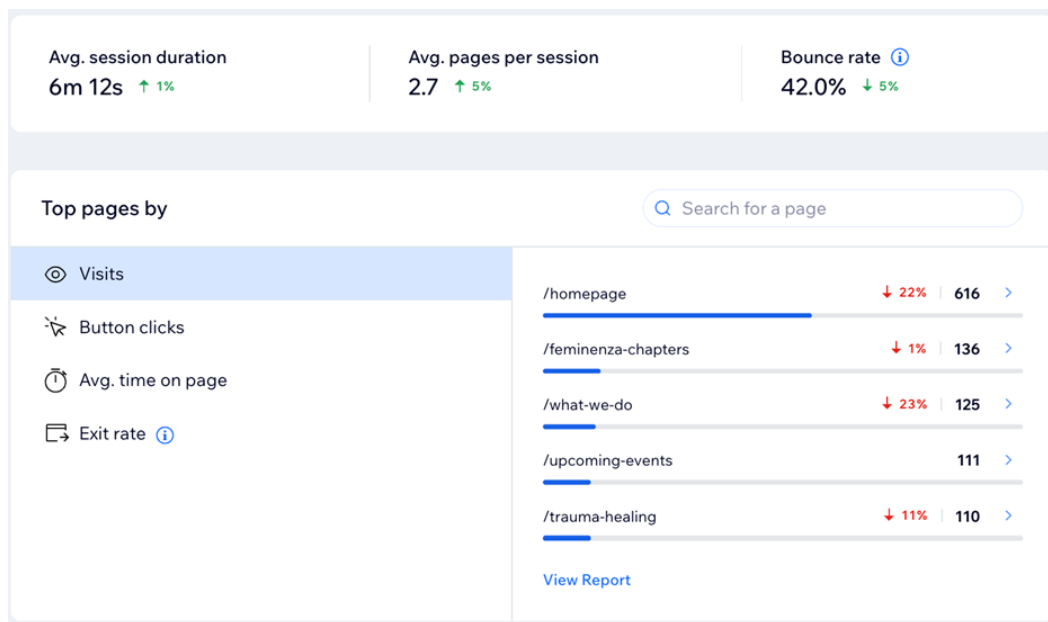 Avg. session duration
6m 12s ↑ 1%
Avg. pages per session
2.7 ↑ 5%
Bounce rate
42.0% ↓ 5%
Top pages by
Search for a page
Visits
Button clicks
Avg. time on page
Exit rate
/homepage ↓ 22% 616
/feminenza-chapters ↓ 1% 136
/what-we-do ↓ 23% 125
/upcoming-events 111
/trauma-healing ↓ 11% 110
View Report